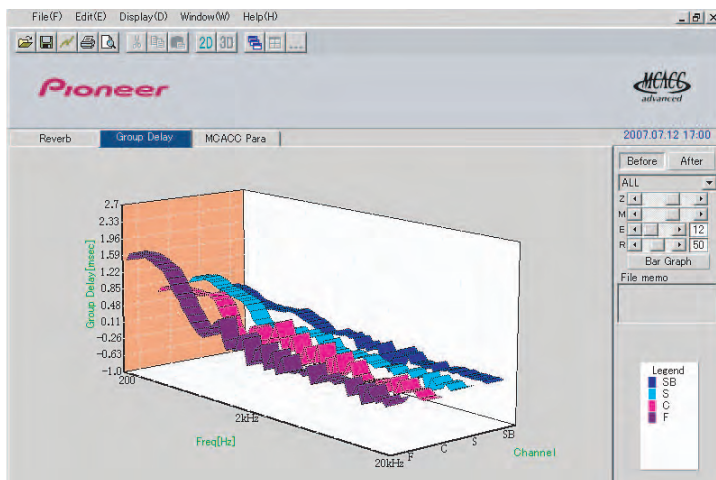 File(F) Edit(E) Display(D) Window(W) Help(H)
2D 3D
Pioneer
MCACC
advanced
Reverb Group Delay MCACC Para
2007.07.12 17:00
Before After
ALL
Z
M
E 12
R 50
Bar Graph
File memo
Group Delay[msec]
2.7
2.33
1.96
1.59
1.22
0.85
0.48
0.11
-0.26
-0.63
-1.0
200
2kHz
20kHz
Freq[Hz]
F C S SB
Channel
Legend
SB
S
C
F